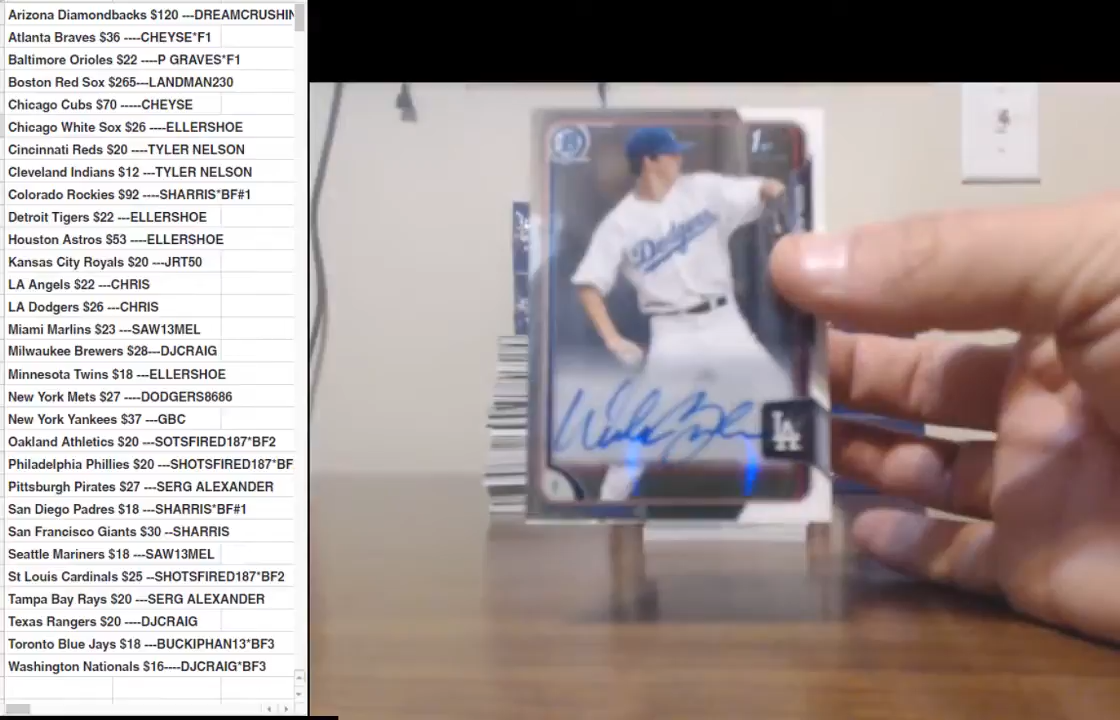 Arizona Diamondbacks $120 ---DREAMCRUSHIN
Atlanta Braves $36 ----CHEYSE*F1
Baltimore Orioles $22 ----P GRAVES*F1
Boston Red Sox $265---LANDMAN230
Chicago Cubs $70 -----CHEYSE
Chicago White Sox $26 ----ELLERSHOE
Cincinnati Reds $20 ----TYLER NELSON
Cleveland Indians $12 ---TYLER NELSON
Colorado Rockies $92 ----SHARRIS*BF#1
Detroit Tigers $22 ---ELLERSHOE
Houston Astros $53 ----ELLERSHOE
Kansas City Royals $20 ---JRT50
LA Angels $22 ---CHRIS
LA Dodgers $26 ---CHRIS
Miami Marlins $23 ---SAW13MEL
Milwaukee Brewers $28---DJCRAIG
Minnesota Twins $18 ---ELLERSHOE
New York Mets $27 ----DODGERS8686
New York Yankees $37 ---GBC
Oakland Athletics $20 ---SOTSFIRED187*BF2
Philadelphia Phillies $20 ---SHOTSFIRED187*BF
Pittsburgh Pirates $27 ---SERG ALEXANDER
San Diego Padres $18 ---SHARRIS*BF#1
San Francisco Giants $30 ---SHARRIS
Seattle Mariners $18 ---SAW13MEL
St Louis Cardinals $25 --SHOTSFIRED187*BF2
Tampa Bay Rays $20 ---SERG ALEXANDER
Texas Rangers $20 ----DJCRAIG
Toronto Blue Jays $18 ---BUCKIPHAN13*BF3
Washington Nationals $16----DJCRAIG*BF3
B
1st
Dodgers
LA